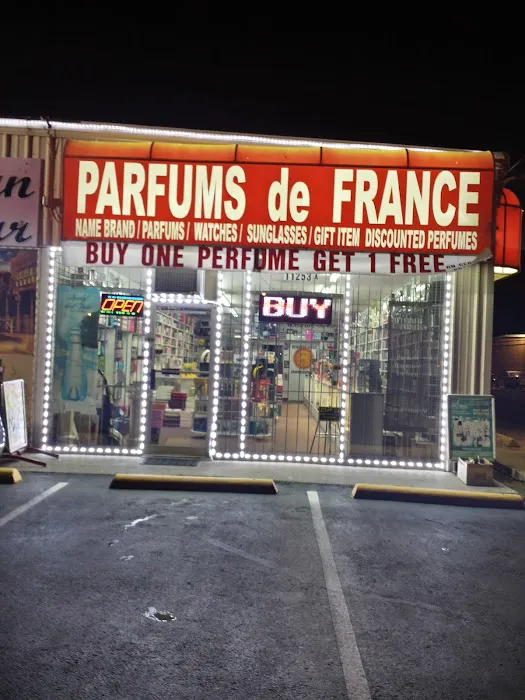 PARFUMS de FRANCE
NAME BRAND / PARFUMS / WATCHES / SUNGLASSES / GIFT ITEM DISCOUNTED PERFUMES
BUY ONE PERFUME GET 1 FREE
11253 A
OPEN
BUY